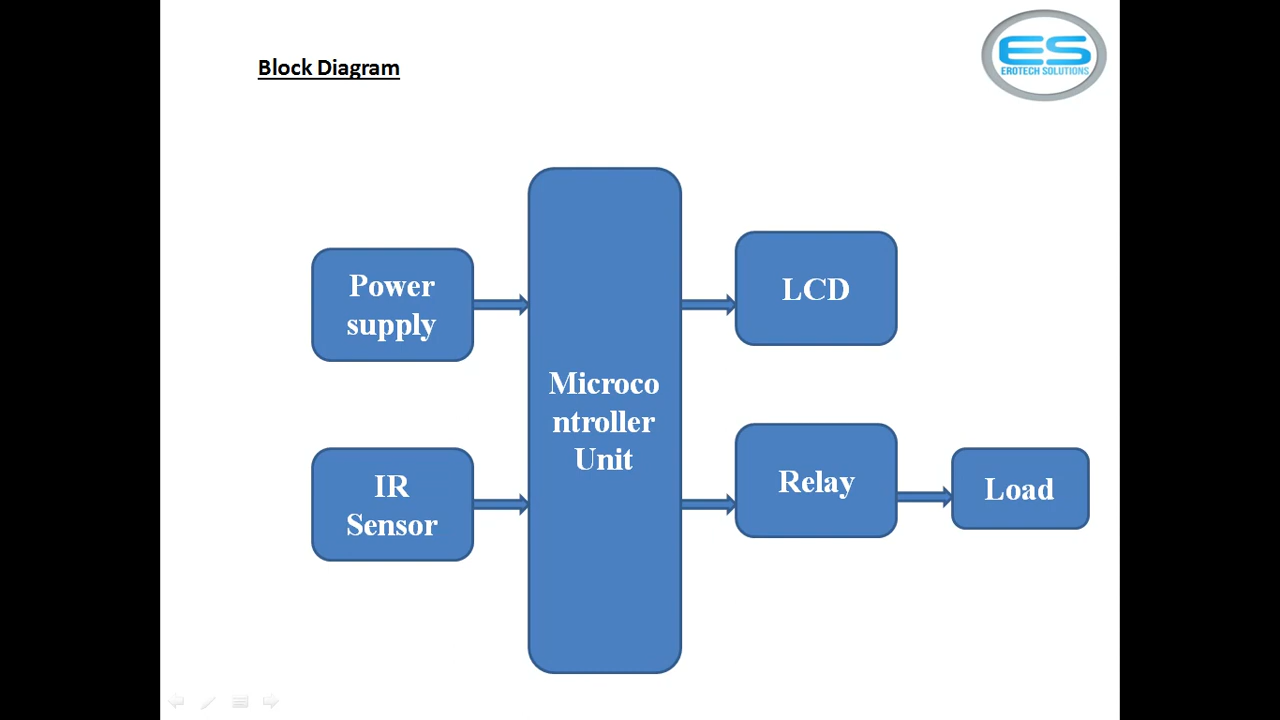 Block Diagram
ES
EROTECH SOLUTIONS
Power
supply
IR
Sensor
Microco
ntroller
Unit
LCD
Relay
Load